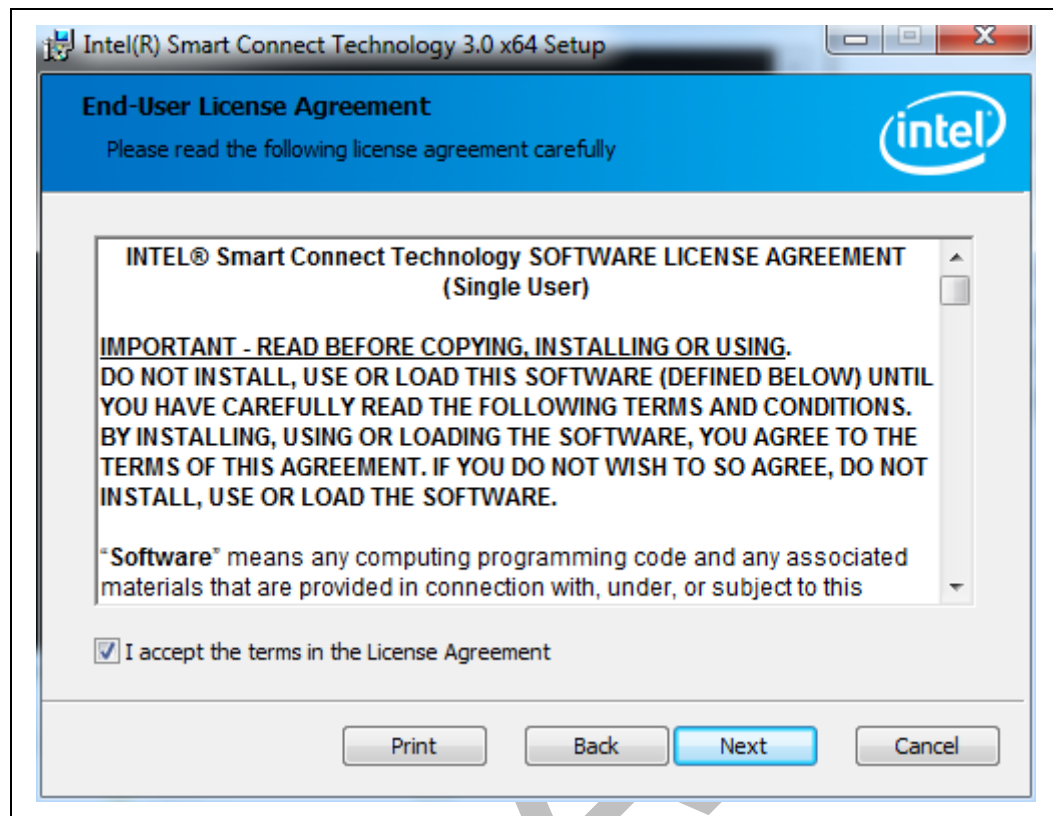 Intel(R) Smart Connect Technology 3.0 x64 Setup
End-User License Agreement
Please read the following license agreement carefully
intel
INTEL® Smart Connect Technology SOFTWARE LICENSE AGREEMENT
(Single User)
IMPORTANT - READ BEFORE COPYING, INSTALLING OR USING.
DO NOT INSTALL, USE OR LOAD THIS SOFTWARE (DEFINED BELOW) UNTIL
YOU HAVE CAREFULLY READ THE FOLLOWING TERMS AND CONDITIONS.
BY INSTALLING, USING OR LOADING THE SOFTWARE, YOU AGREE TO THE
TERMS OF THIS AGREEMENT. IF YOU DO NOT WISH TO SO AGREE, DO NOT
INSTALL, USE OR LOAD THE SOFTWARE.
“Software” means any computing programming code and any associated
materials that are provided in connection with, under, or subject to this
I accept the terms in the License Agreement
Print Back Next Cancel